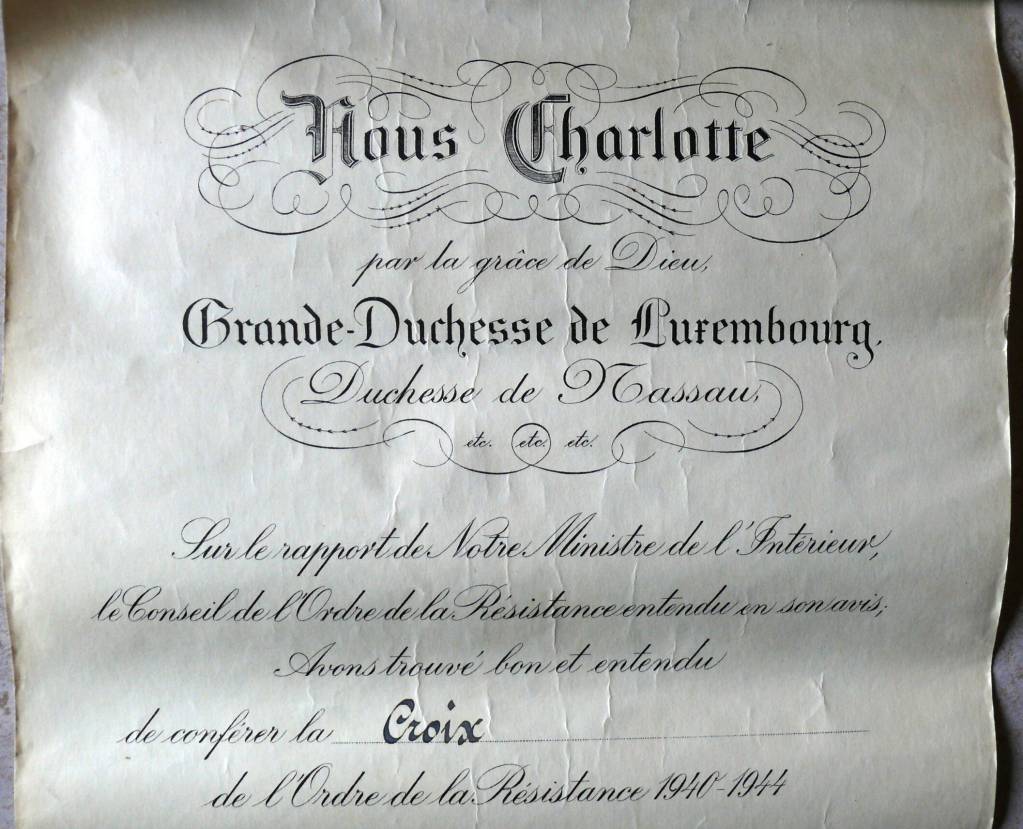 Nous Charlotte
par la grâce de Dieu,
Grande-Duchesse de Luxembourg,
Duchesse de Nassau,
etc. etc. etc.
Sur le rapport de Notre Ministre de l'Intérieur,
le Conseil de l'Ordre de la Résistance entendu en son avis;
Avons trouvé bon et entendu
de conférer la Croix
de l'Ordre de la Résistance 1940-1944